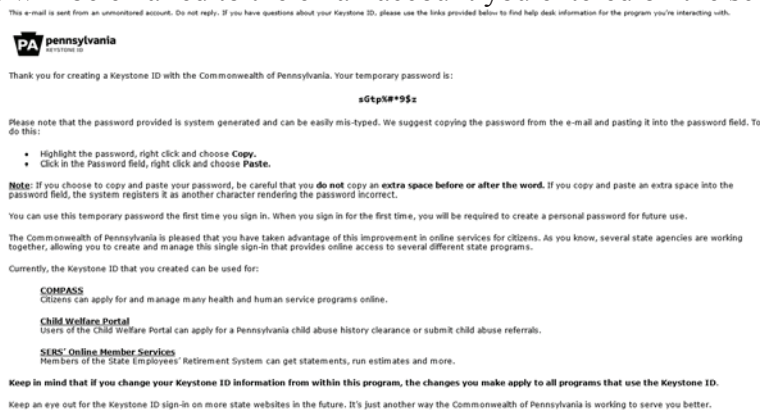 This e-mail is sent from an unmonitored account. Do not reply. If you have questions about your Keystone ID, please use the links provided below to find help desk information for the program you're interacting with.
PA pennsylvania
KEYSTONE ID
Thank you for creating a Keystone ID with the Commonwealth of Pennsylvania. Your temporary password is:
sGtp%#*9$z
Please note that the password provided is system generated and can be easily mis-typed. We suggest copying the password from the e-mail and pasting it into the password field. To
do this:
• Highlight the password, right click and choose Copy.
• Click in the Password field, right click and choose Paste.
Note: If you choose to copy and paste your password, be careful that you do not copy an extra space before or after the word. If you copy and paste an extra space into the
password field, the system registers it as another character rendering the password incorrect.
You can use this temporary password the first time you sign in. When you sign in for the first time, you will be required to create a personal password for future use.
The Commonwealth of Pennsylvania is pleased that you have taken advantage of this improvement in online services for citizens. As you know, several state agencies are working
together, allowing you to create and manage this single sign-in that provides online access to several different state programs.
Currently, the Keystone ID that you created can be used for:
COMPASS
Citizens can apply for and manage many health and human service programs online.
Child Welfare Portal
Users of the Child Welfare Portal can apply for a Pennsylvania child abuse history clearance or submit child abuse referrals.
SERS' Online Member Services
Members of the State Employees' Retirement System can get statements, run estimates and more.
Keep in mind that if you change your Keystone ID information from within this program, the changes you make apply to all programs that use the Keystone ID.
Keep an eye out for the Keystone ID sign-in on more state websites in the future. It's just another way the Commonwealth of Pennsylvania is working to serve you better.